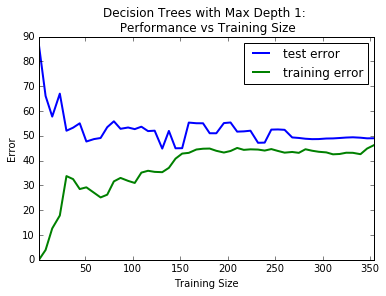 Decision Trees with Max Depth 1:
Performance vs Training Size
90
80
70
60
50
40
30
20
10
0
Error
test error
training error
50
100
150
200
250
300
350
Training Size